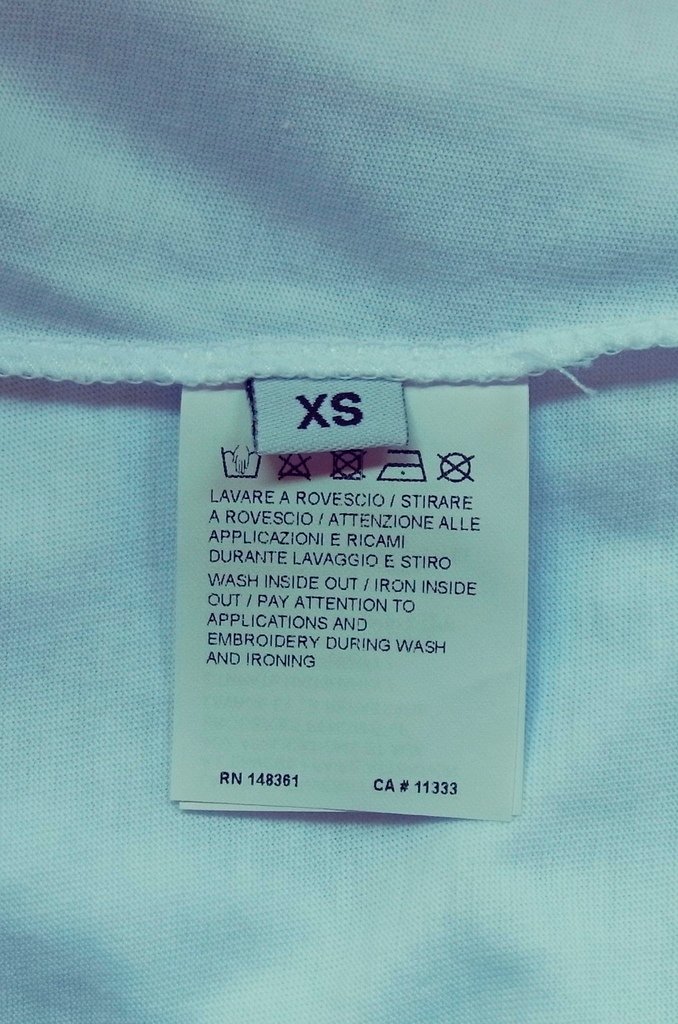 XS
LAVARE A ROVESCIO / STIRARE
A ROVESCIO / ATTENZIONE ALLE
APPLICAZIONI E RICAMI
DURANTE LAVAGGIO E STIRO
WASH INSIDE OUT / IRON INSIDE
OUT / PAY ATTENTION TO
APPLICATIONS AND
EMBROIDERY DURING WASH
AND IRONING
RN 148361 CA # 11333